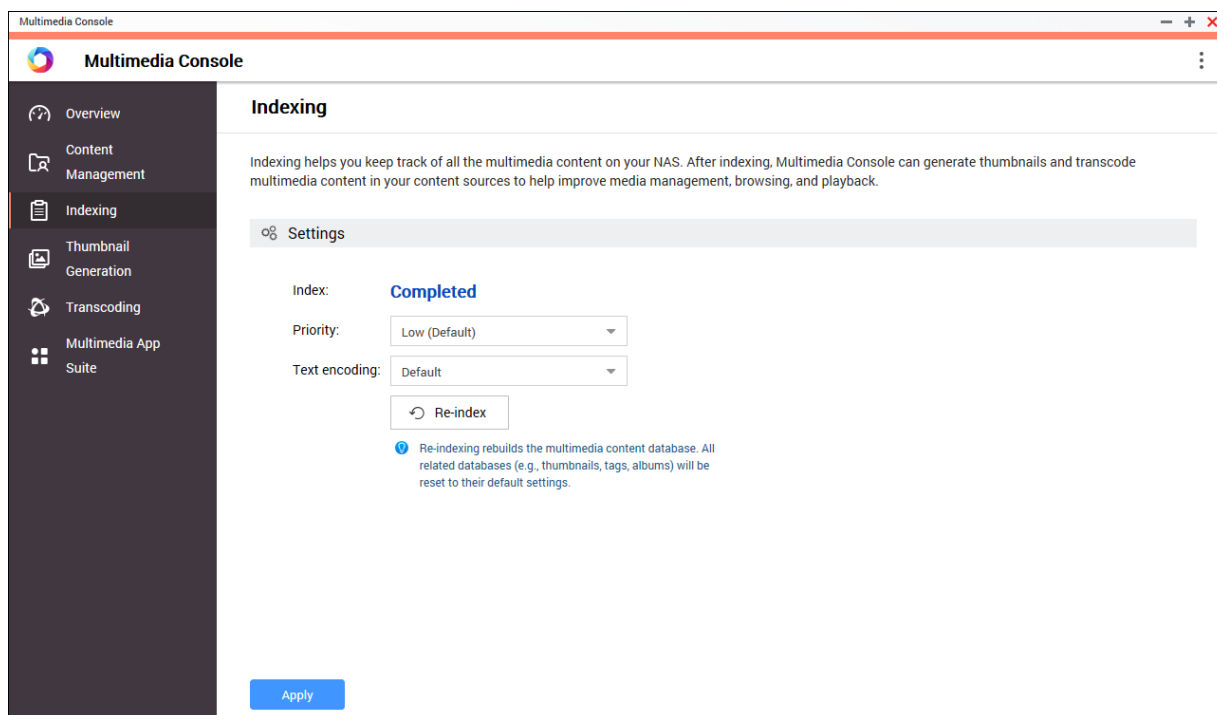 Multimedia Console
Multimedia Console
Overview
Content
Management
Indexing
Thumbnail
Generation
Transcoding
Multimedia App
Suite
Indexing
Indexing helps you keep track of all the multimedia content on your NAS. After indexing, Multimedia Console can generate thumbnails and transcode
multimedia content in your content sources to help improve media management, browsing, and playback.
Settings
Index: Completed
Priority: Low (Default)
Text encoding: Default
Re-index
Re-indexing rebuilds the multimedia content database. All
related databases (e.g., thumbnails, tags, albums) will be
reset to their default settings.
Apply